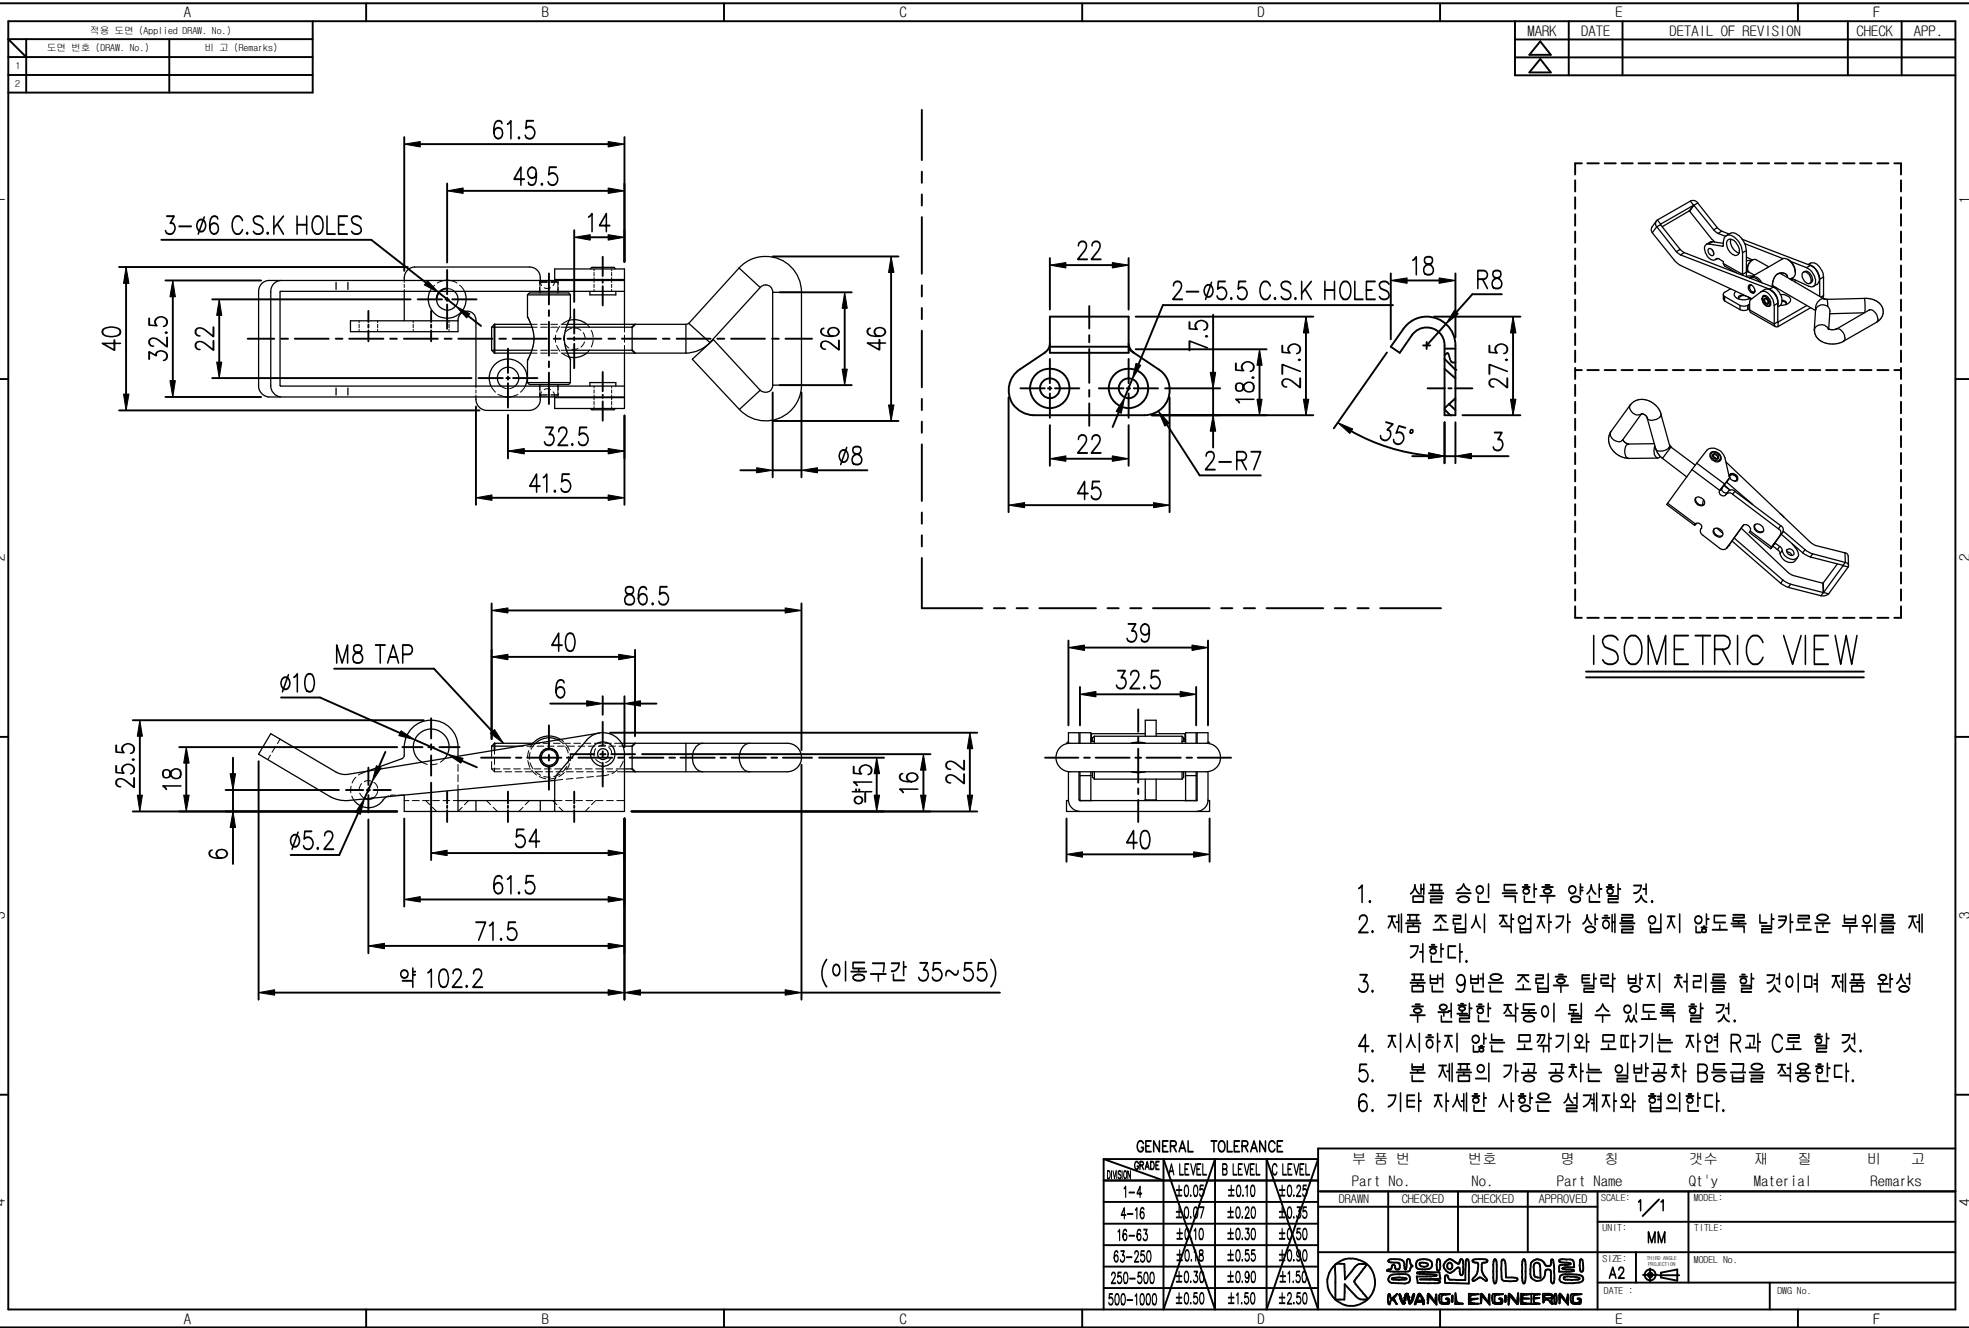 A B C D E F
적용 도면 (Applied DRAW. No.)
도면 번호 (DRAW. No.) 비 고 (Remarks)
1
2
MARK DATE DETAIL OF REVISION CHECK APP.
61.5
49.5
3-ø6 C.S.K HOLES
14
40
32.5
22
26
46
32.5
ø8
41.5
22
2-ø5.5 C.S.K HOLES
7.5
18.5
27.5
22
2-R7
45
18
R8
27.5
35°
3
ISOMETRIC VIEW
86.5
M8 TAP
40
ø10
6
25.5
18
약15
16
22
6
ø5.2
54
61.5
71.5
약 102.2
(이동구간 35~55)
39
32.5
40
1. 샘플 승인 득한후 양산할 것.
2. 제품 조립시 작업자가 상해를 입지 않도록 날카로운 부위를 제
거한다.
3. 품번 9번은 조립후 탈락 방지 처리를 할 것이며 제품 완성
후 원활한 작동이 될 수 있도록 할 것.
4. 지시하지 않는 모깎기와 모따기는 자연 R과 C로 할 것.
5. 본 제품의 가공 공차는 일반공차 B등급을 적용한다.
6. 기타 자세한 사항은 설계자와 협의한다.
GENERAL TOLERANCE
DIVISION GRADE A LEVEL B LEVEL C LEVEL
1-4 ±0.05 ±0.10 ±0.25
4-16 ±0.07 ±0.20 ±0.35
16-63 ±0.10 ±0.30 ±0.50
63-250 ±0.18 ±0.55 ±0.90
250-500 ±0.30 ±0.90 ±1.50
500-1000 ±0.50 ±1.50 ±2.50
부 품 번 번호 명 칭 갯수 재 질 비 고
Part No. No. Part Name Qt'y Material Remarks
DRAWN CHECKED CHECKED APPROVED SCALE: 1/1 MODEL:
UNIT: MM TITLE:
SIZE: A2 THIRD ANGLE PROJECTION MODEL No.
DATE : DWG No.
K 광일엔지니어링
KWANGIL ENGINEERING
1
2
3
4
1
2
3
4
A B C D E F